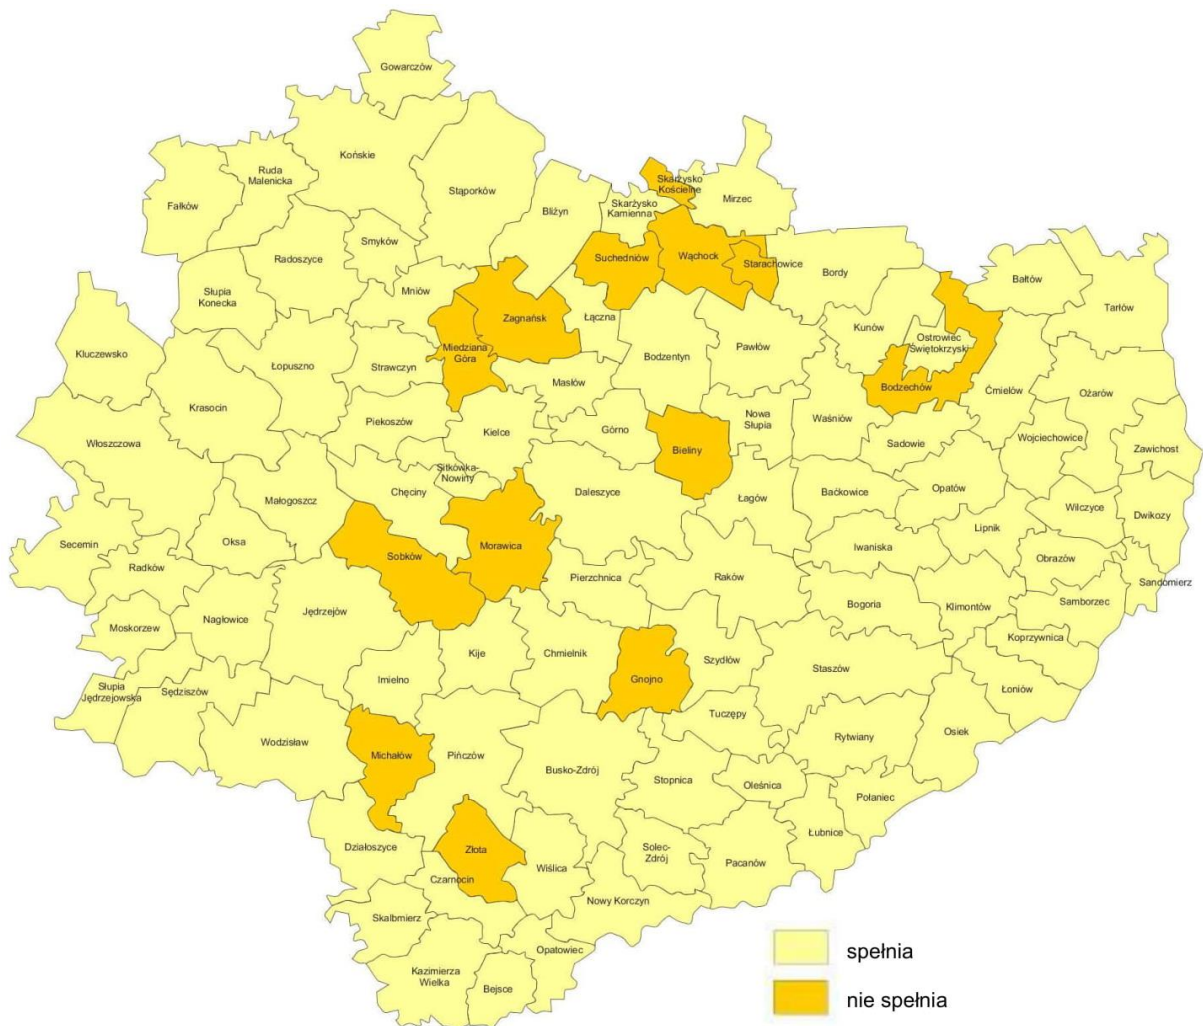 Gowarczów
Końskie
Ruda
Malenicka
Stąporków
Fałków
Skarżysko
Kościelne
Mirzec
Skarżysko
Kamienna
Bliżyn
Smyków
Radoszyce
Suchedniów
Wąchock
Starachowice
Bordy
Bałtów
Tarłów
Mniów
Słupia
Konecka
Zagnańsk
Łączna
Kunów
Ostrowiec
Świętokrzyski
Kluczewsko
Miedziana
Góra
Bodzentyn
Pawłów
Łopuszno
Strawczyn
Masłów
Bodzechów
Ćmielów
Ożarów
Krasocin
Piekoszów
Kielce
Górno
Nowa
Słupia
Waśniów
Sadowie
Wojciechowice
Zawichost
Włoszczowa
Bieliny
Sitkówka-
Nowiny
Chęciny
Daleszyce
Łagów
Baćkowice
Opatów
Małogoszcz
Wilczyce
Dwikozy
Lipnik
Secemin
Oksa
Sobków
Morawica
Iwaniska
Obrazów
Radków
Pierzchnica
Raków
Sandomierz
Bogoria
Klimontów
Samborzec
Jędrzejów
Nagłowice
Moskorzew
Koprzywnica
Kije
Chmielnik
Szydłów
Staszów
Imielno
Gnojno
Słupia
Jędrzejowska
Sędziszów
Łoniów
Tuczępy
Osiek
Wodzisław
Michałów
Pińczów
Rytwiany
Busko-Zdrój
Stopnica
Oleśnica
Połaniec
Łubnice
Działoszyce
Złota
Solec-
Zdrój
Pacanów
Wiślica
Czarnocin
Nowy Korczyn
Skalbmierz
Opatowiec
Kazimierza
Wielka
Bejsce
spełnia
nie spełnia